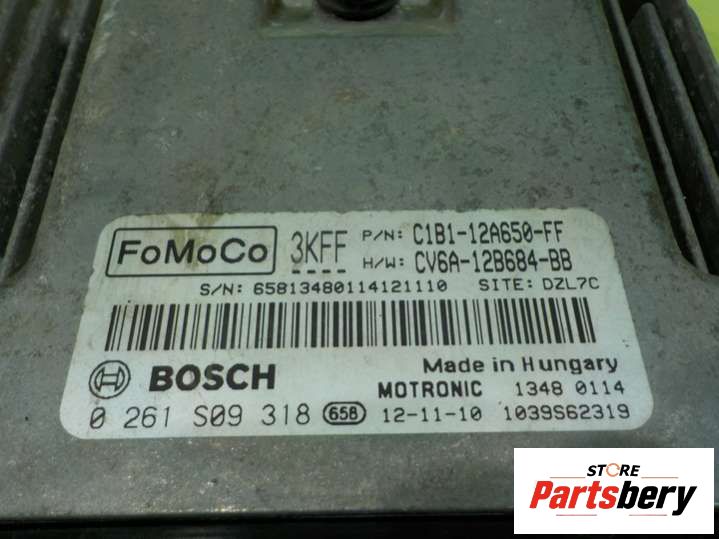 FoMoCo 3KFF P/N: C1B1-12A650-FF
H/W: CV6A-12B684-BB
S/N: 65813480114121110 SITE: DZL7C
BOSCH Made in Hungary
MOTRONIC 1348 0114
0 261 S09 318 658 12-11-10 1039S62319
STORE
Partsbery